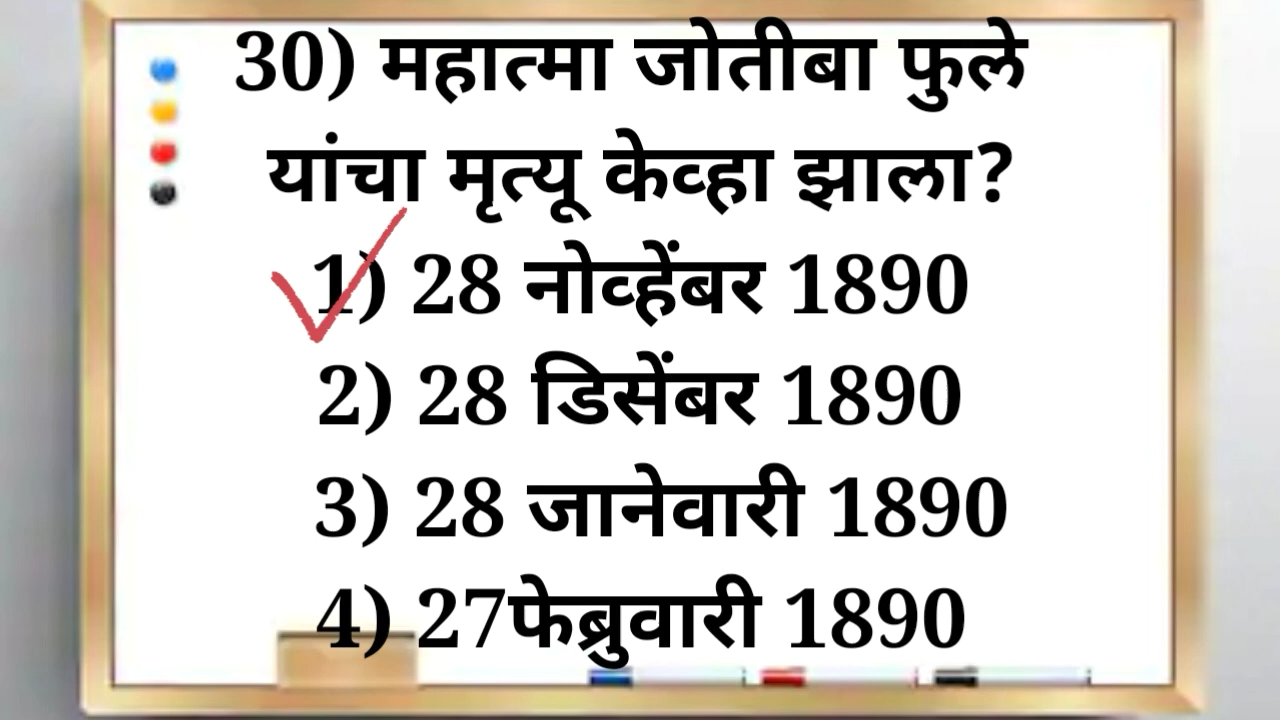 30) महात्मा जोतीबा फुले
यांचा मृत्यू केव्हा झाला?
1) 28 नोव्हेंबर 1890
2) 28 डिसेंबर 1890
3) 28 जानेवारी 1890
4) 27फेब्रुवारी 1890